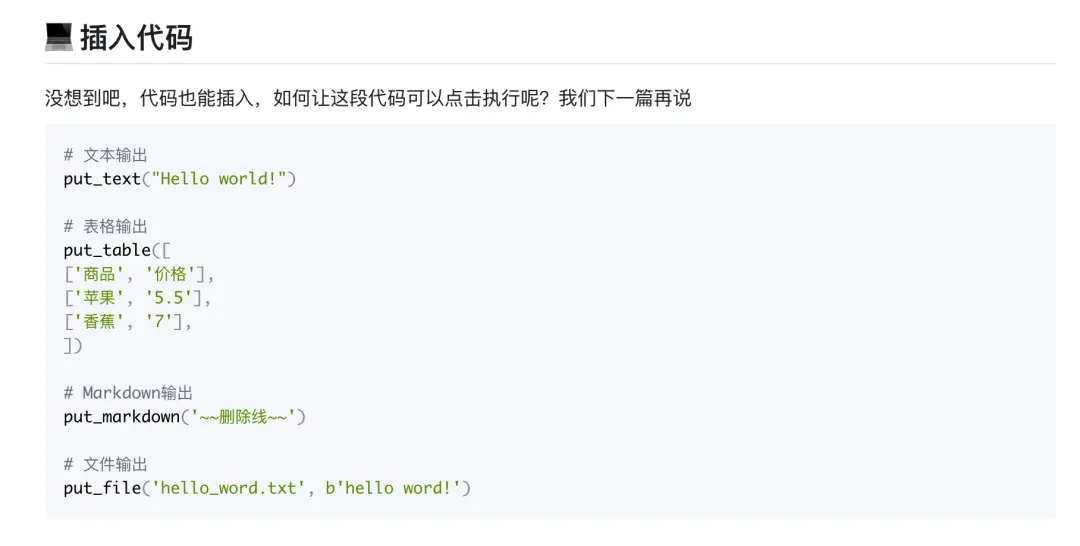 💻 插入代码
没想到吧，代码也能插入，如何让这段代码可以点击执行呢？我们下一篇再说
# 文本输出
put_text("Hello world!")
# 表格输出
put_table([
['商品', '价格'],
['苹果', '5.5'],
['香蕉', '7'],
])
# Markdown输出
put_markdown('~~删除线~~')
# 文件输出
put_file('hello_word.txt', b'hello word!')